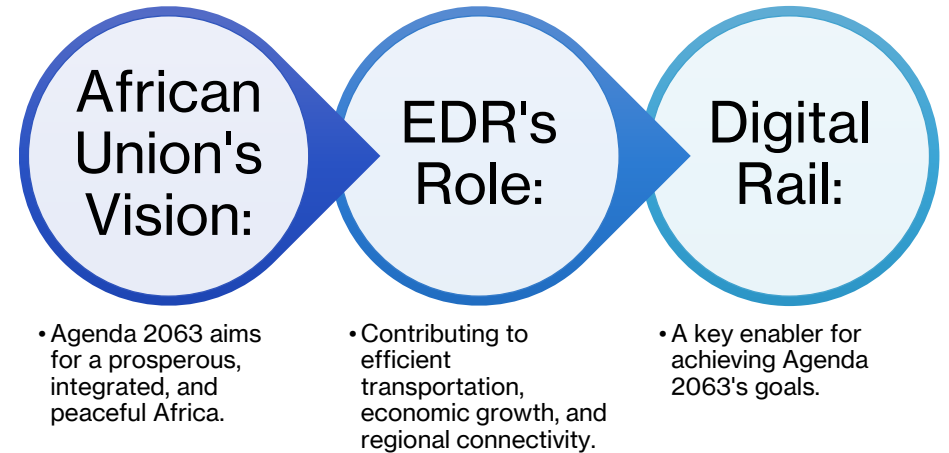 African
Union's
Vision:
• Agenda 2063 aims
for a prosperous,
integrated, and
peaceful Africa.
EDR's
Role:
• Contributing to
efficient
transportation,
economic growth, and
regional connectivity.
Digital
Rail:
• A key enabler for
achieving Agenda
2063's goals.